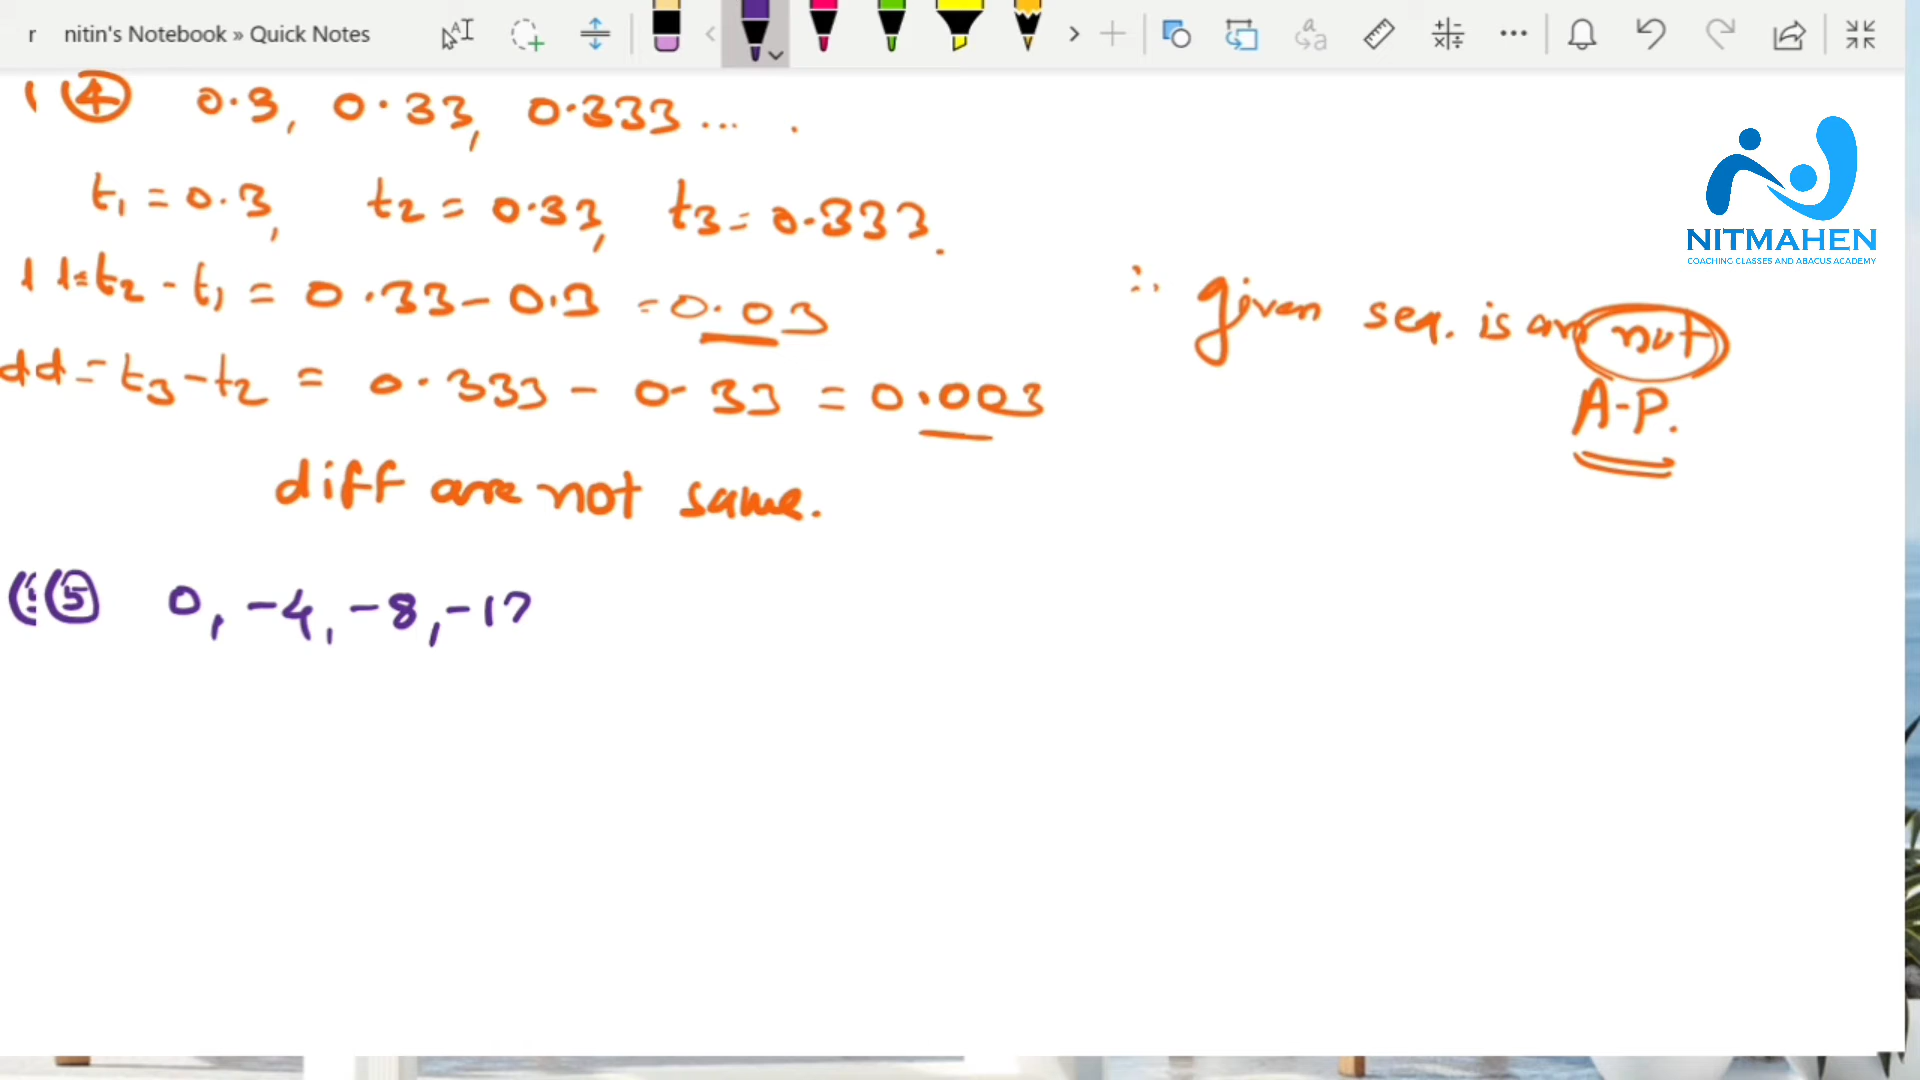 r nitin's Notebook » Quick Notes
④ 0.3, 0.33, 0.333 ... .
t1 = 0.3, t2 = 0.33, t3 = 0.333.
d = t2 - t1 = 0.33 - 0.3 = 0.03
d = t3 - t2 = 0.333 - 0.33 = 0.003
diff are not same.
∴ given seq. is an not
A-P.
⑤ 0, -4, -8, -12
NITMAHEN
COACHING CLASSES AND ABACUS ACADEMY